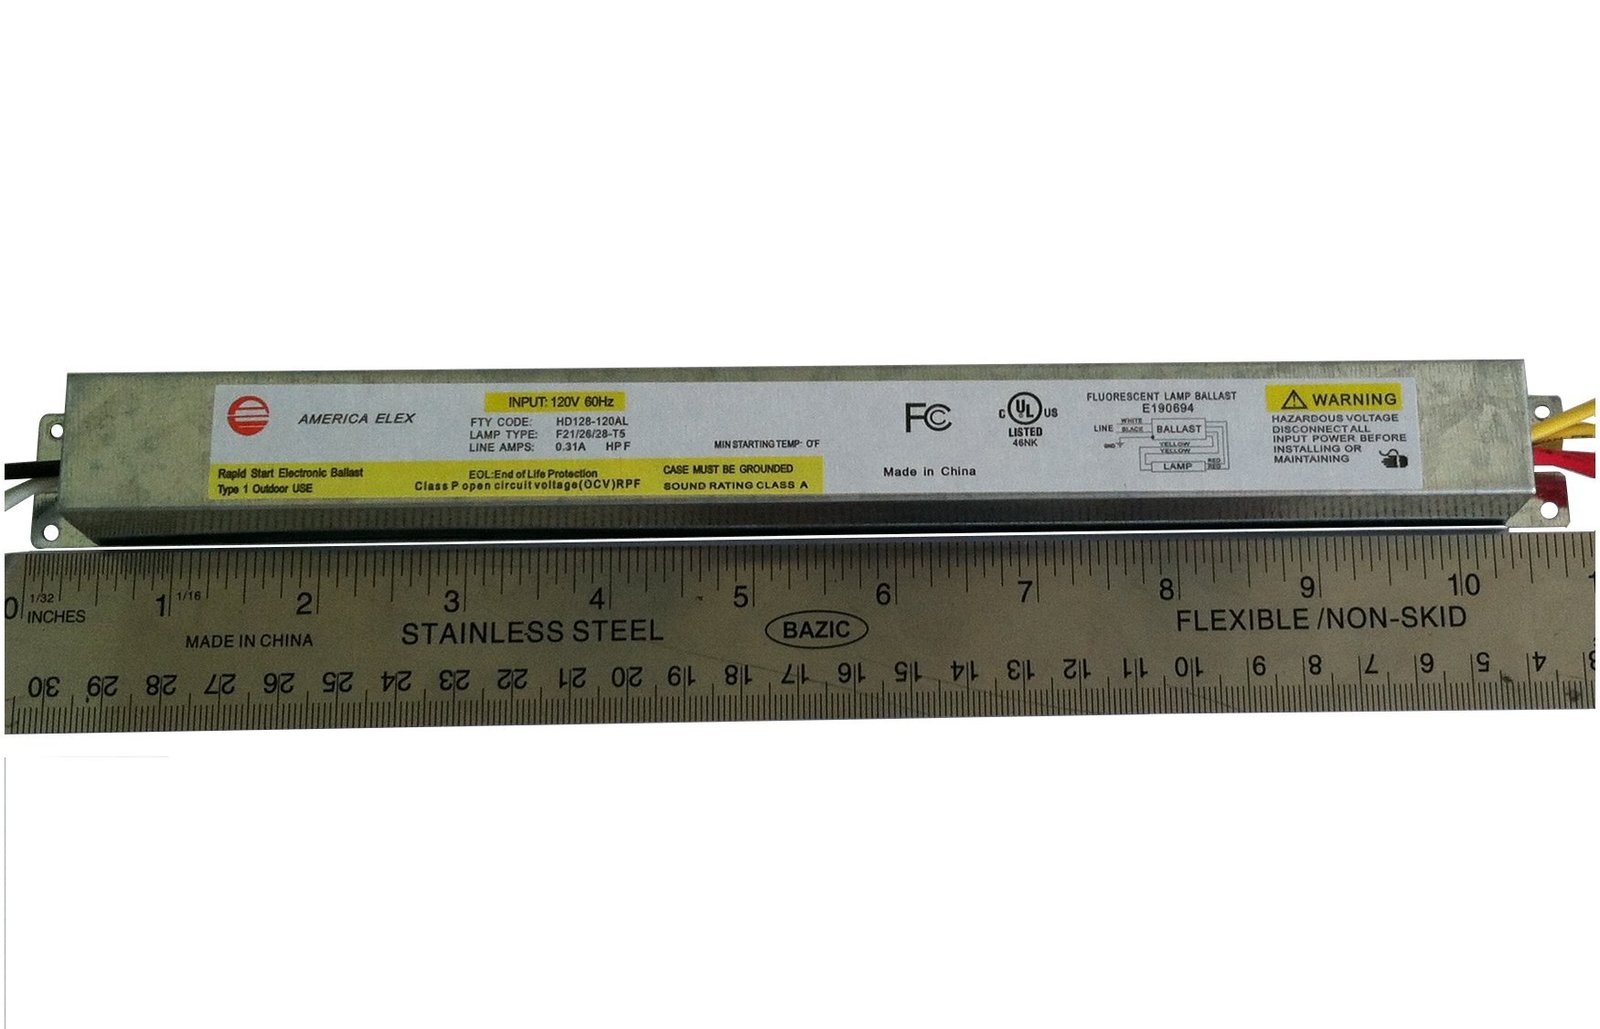 AMERICA ELEX
INPUT: 120V 60Hz
FTY CODE: HD128-120AL
LAMP TYPE: F21/26/28-T5
LINE AMPS: 0.31A HPF
MIN STARTING TEMP- O'F
Rapid Start Electronic Ballast
Type 1 Outdoor USE
EOL:End of Life Protection
Class P open circuit voltage(OCV)RPF
CASE MUST BE GROUNDED
SOUND RATING CLASS A
FC
Made in China
C UL US
LISTED
46NK
FLUORESCENT LAMP BALLAST
E190694
LINE WHITE BLACK BALLAST
GND
YELLOW
YELLOW
LAMP RED
RED
WARNING
HAZARDOUS VOLTAGE
DISCONNECT ALL
INPUT POWER BEFORE
INSTALLING OR
MAINTAINING
0 1/32 1 1/16 2 3 4 5 6 7 8 9 10
INCHES
MADE IN CHINA
STAINLESS STEEL
BAZIC
FLEXIBLE/NON-SKID
30 29 28 27 26 25 24 23 22 21 20 19 18 17 16 15 14 13 12 11 10 9 8 7 6 5 4 3